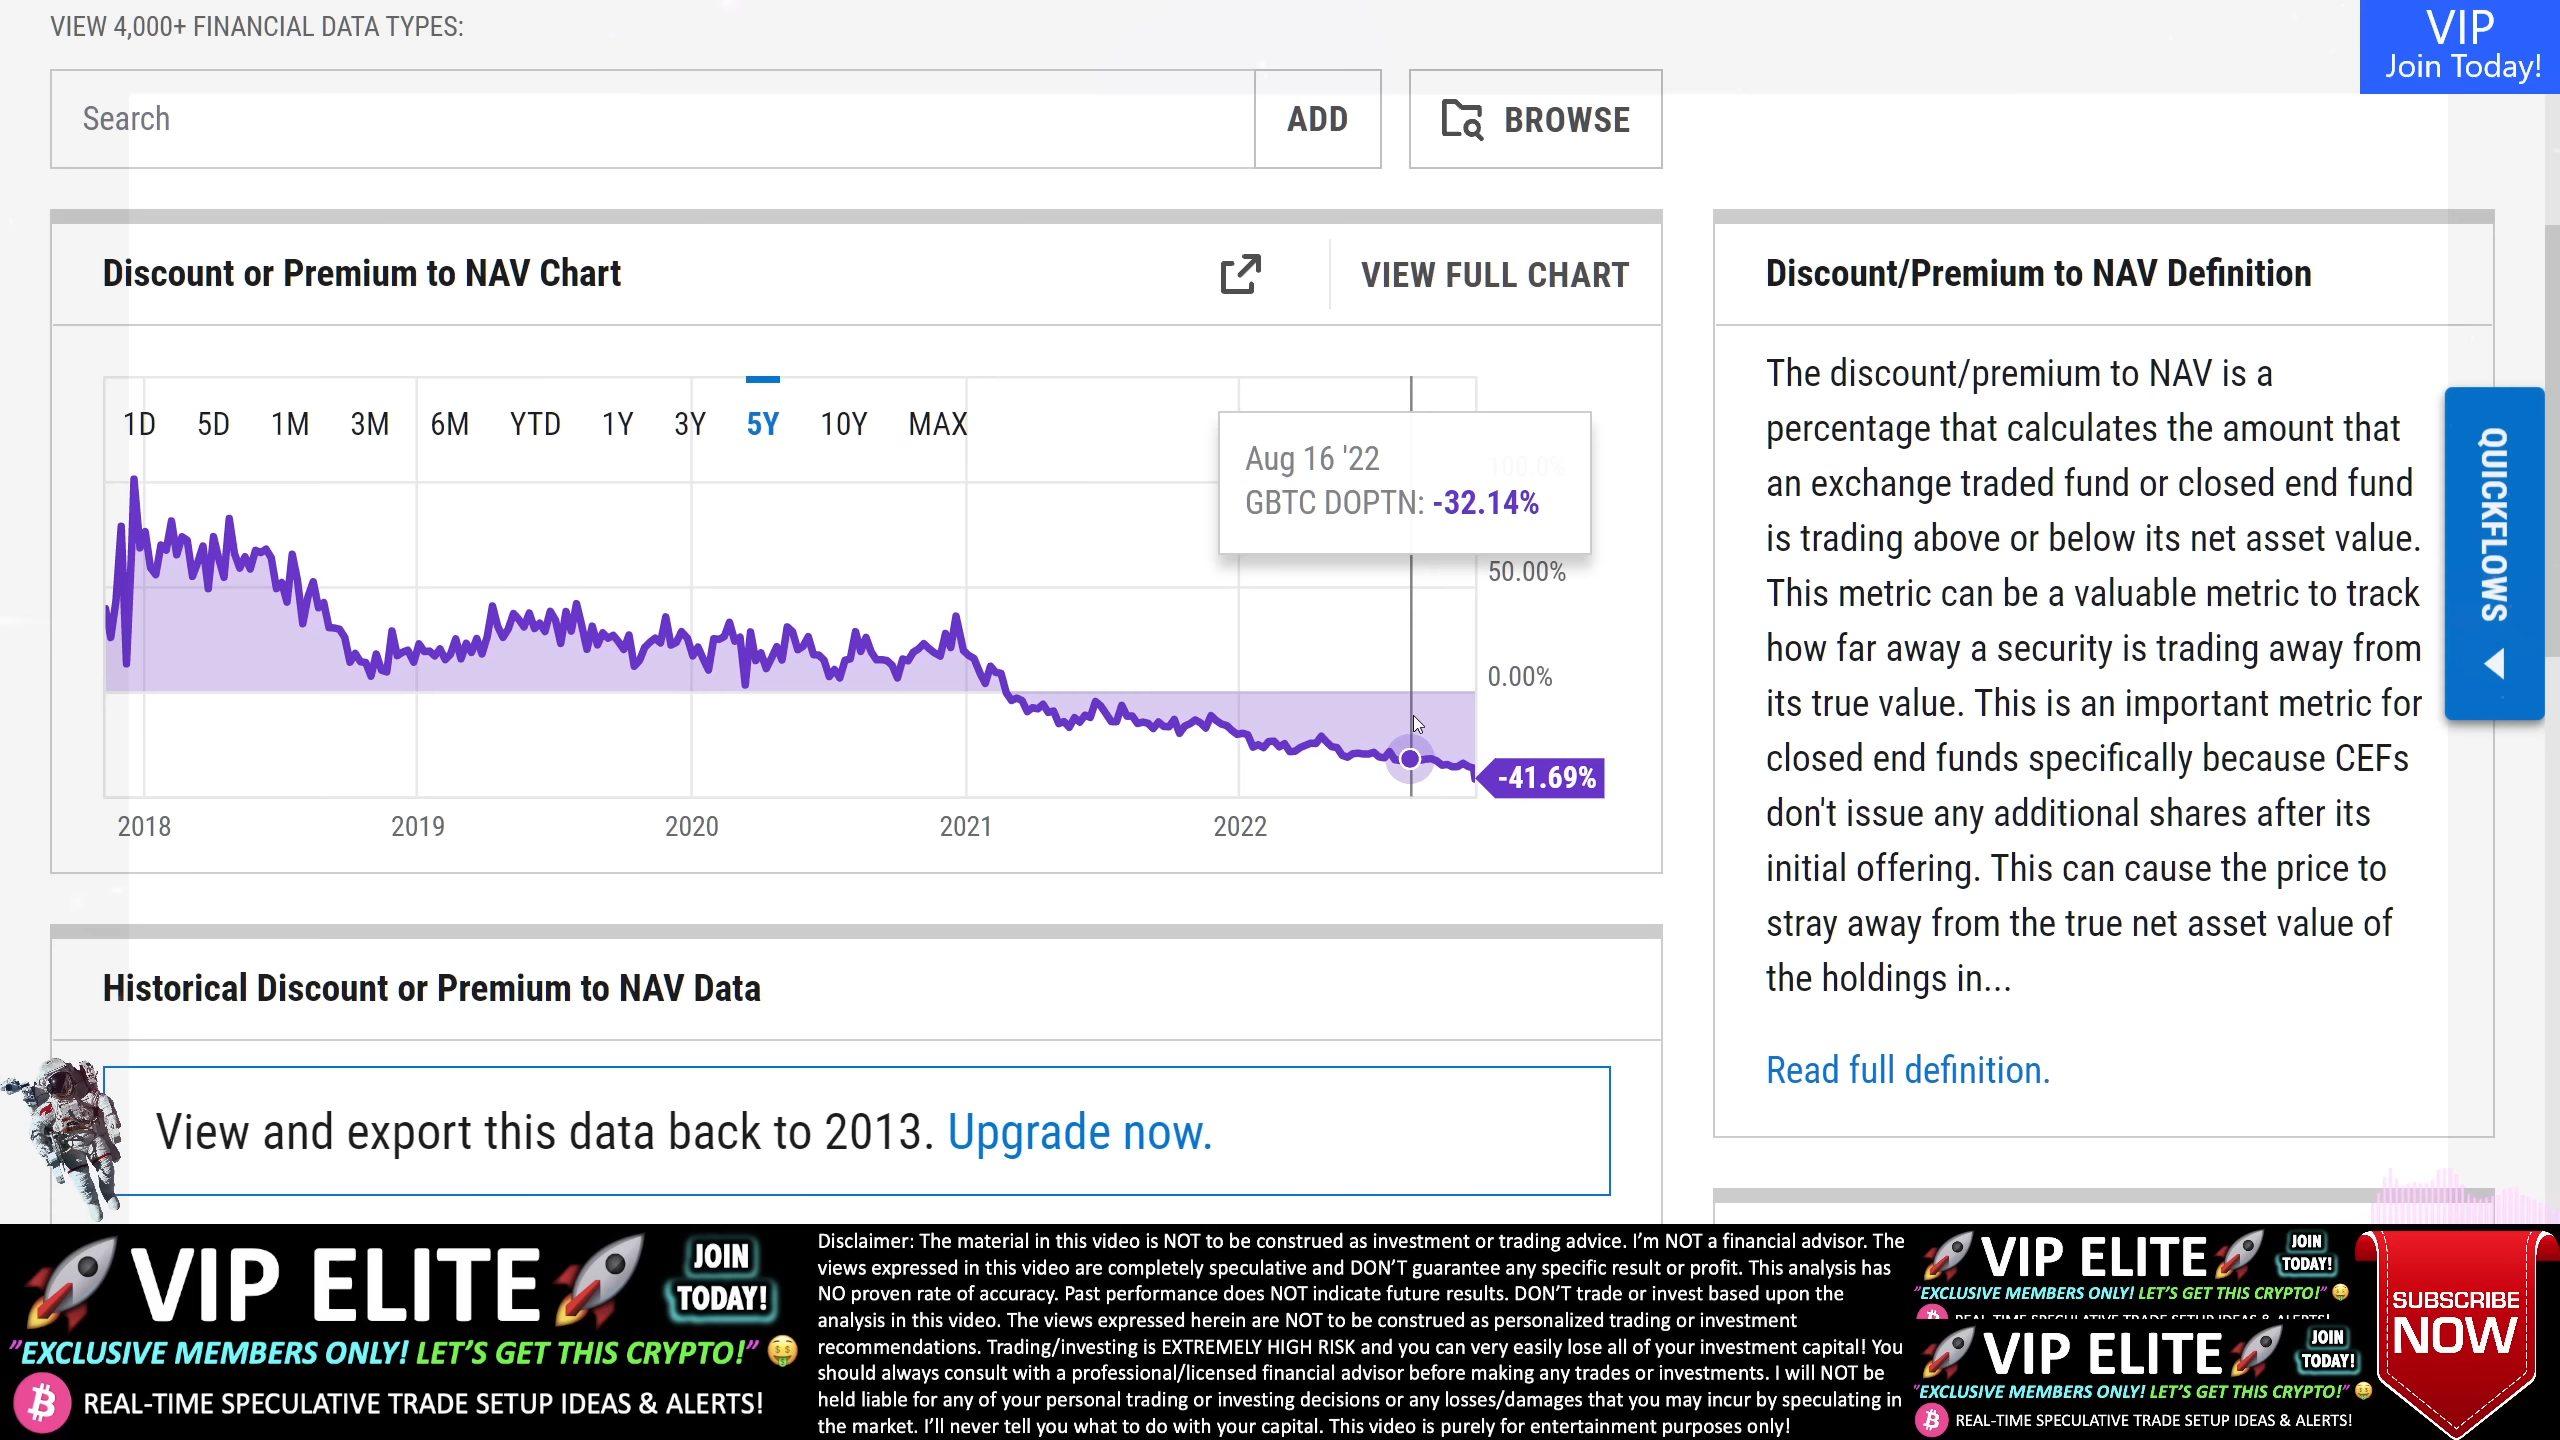 VIEW 4,000+ FINANCIAL DATA TYPES:
VIP
Join Today!
Search
ADD
BROWSE
Discount or Premium to NAV Chart
VIEW FULL CHART
1D 5D 1M 3M 6M YTD 1Y 3Y 5Y 10Y MAX
Aug 16 '22
GBTC DOPTN: -32.14%
100.0%
50.00%
0.00%
-41.69%
2018 2019 2020 2021 2022
Discount/Premium to NAV Definition
The discount/premium to NAV is a
percentage that calculates the amount that
an exchange traded fund or closed end fund
is trading above or below its net asset value.
This metric can be a valuable metric to track
how far away a security is trading away from
its true value. This is an important metric for
closed end funds specifically because CEFs
don't issue any additional shares after its
initial offering. This can cause the price to
stray away from the true net asset value of
the holdings in...
Read full definition.
QUICKFLOWS
Historical Discount or Premium to NAV Data
View and export this data back to 2013. Upgrade now.
VIP ELITE
JOIN
TODAY!
"EXCLUSIVE MEMBERS ONLY! LET'S GET THIS CRYPTO!"
REAL-TIME SPECULATIVE TRADE SETUP IDEAS & ALERTS!
Disclaimer: The material in this video is NOT to be construed as investment or trading advice. I'm NOT a financial advisor. The
views expressed in this video are completely speculative and DON'T guarantee any specific result or profit. This analysis has
NO proven rate of accuracy. Past performance does NOT indicate future results. DON'T trade or invest based upon the
analysis in this video. The views expressed herein are NOT to be construed as personalized trading or investment
recommendations. Trading/investing is EXTREMELY HIGH RISK and you can very easily lose all of your investment capital! You
should always consult with a professional/licensed financial advisor before making any trades or investments. I will NOT be
held liable for any of your personal trading or investing decisions or any losses/damages that you may incur by speculating in
the market. I'll never tell you what to do with your capital. This video is purely for entertainment purposes only!
VIP ELITE
JOIN
TODAY!
"EXCLUSIVE MEMBERS ONLY! LET'S GET THIS CRYPTO!"
REAL-TIME SPECULATIVE TRADE SETUP IDEAS & ALERTS!
VIP ELITE
JOIN
TODAY!
"EXCLUSIVE MEMBERS ONLY! LET'S GET THIS CRYPTO!"
REAL-TIME SPECULATIVE TRADE SETUP IDEAS & ALERTS!
SUBSCRIBE
NOW